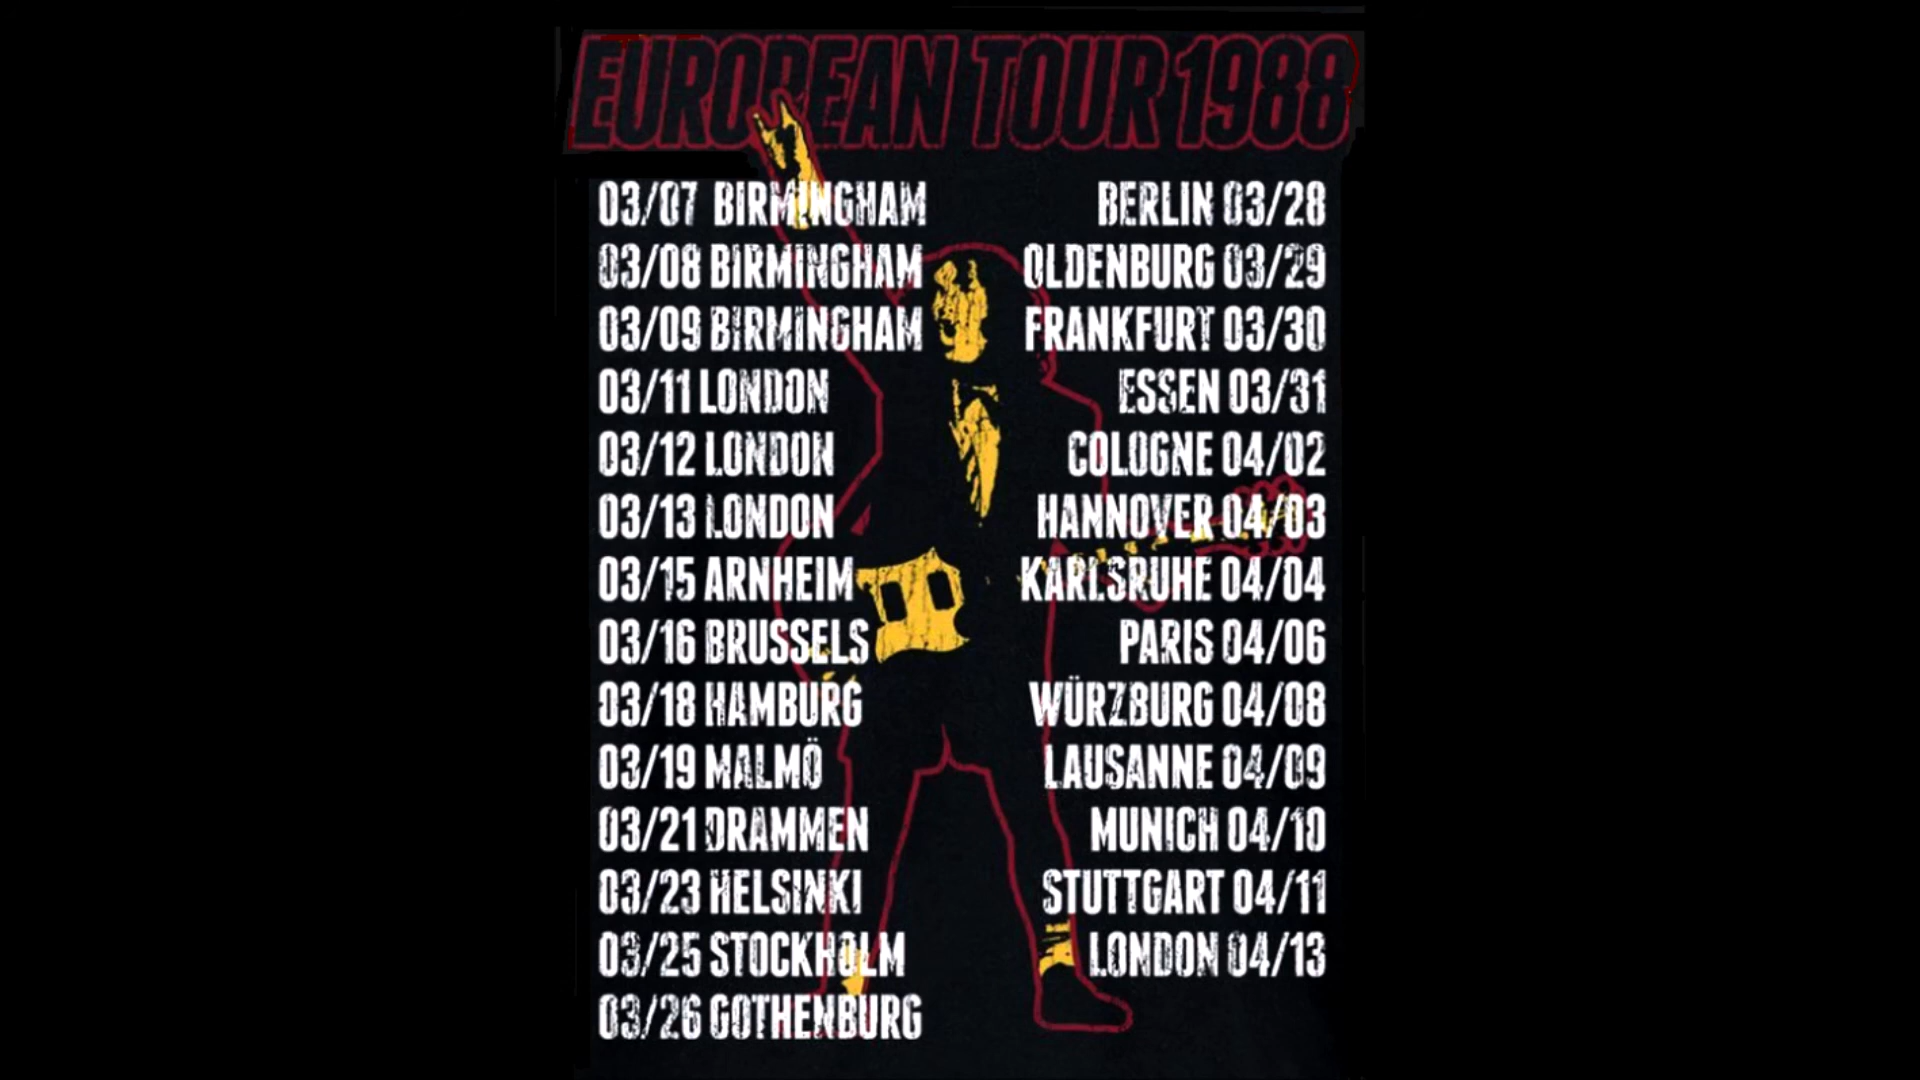 EUROPEAN TOUR 1988
03/07 BIRMINGHAM
03/08 BIRMINGHAM
03/09 BIRMINGHAM
03/11 LONDON
03/12 LONDON
03/13 LONDON
03/15 ARNHEIM
03/16 BRUSSELS
03/18 HAMBURG
03/19 MALMÖ
03/21 DRAMMEN
03/23 HELSINKI
03/25 STOCKHOLM
03/26 GOTHENBURG
BERLIN 03/28
OLDENBURG 03/29
FRANKFURT 03/30
ESSEN 03/31
COLOGNE 04/02
HANNOVER 04/03
KARLSRUHE 04/04
PARIS 04/06
WÜRZBURG 04/08
LAUSANNE 04/09
MUNICH 04/10
STUTTGART 04/11
LONDON 04/13